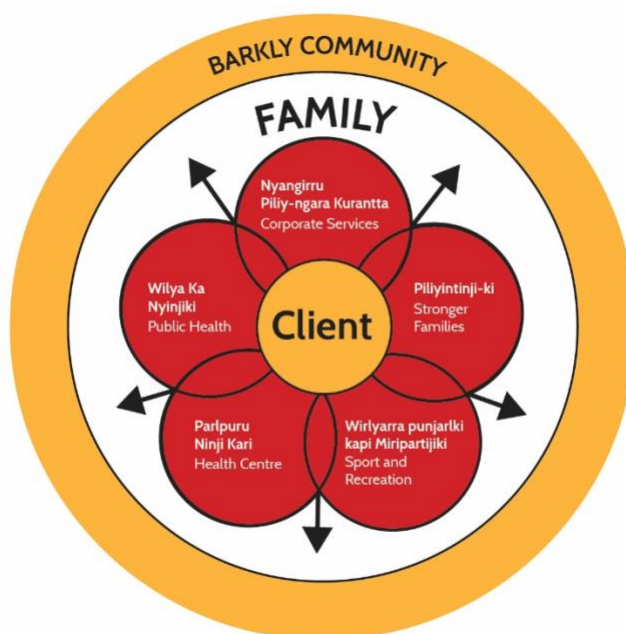 BARKLY COMMUNITY
FAMILY
Nyangirru
Piliy-ngara Kurantta
Corporate Services
Wilya Ka
Nyinjiki
Public Health
Piliyintinji-ki
Stronger
Families
Client
Parlpuru
Ninji Kari
Health Centre
Wirlyarra punjarlki
kapi Miripartijiki
Sport and
Recreation